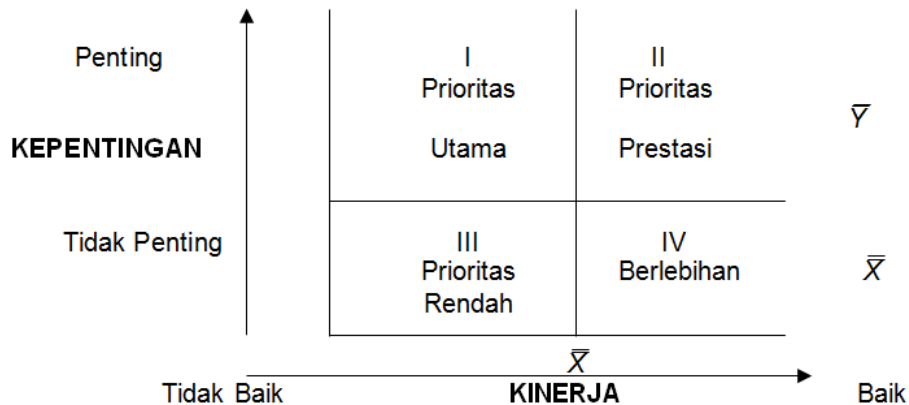 Penting
I
II
Prioritas
Prioritas
Y̅
KEPENTINGAN
Utama
Prestasi
Tidak Penting
III
IV
Prioritas
Berlebihan
X̿
Rendah
X̿
Tidak Baik
KINERJA
Baik